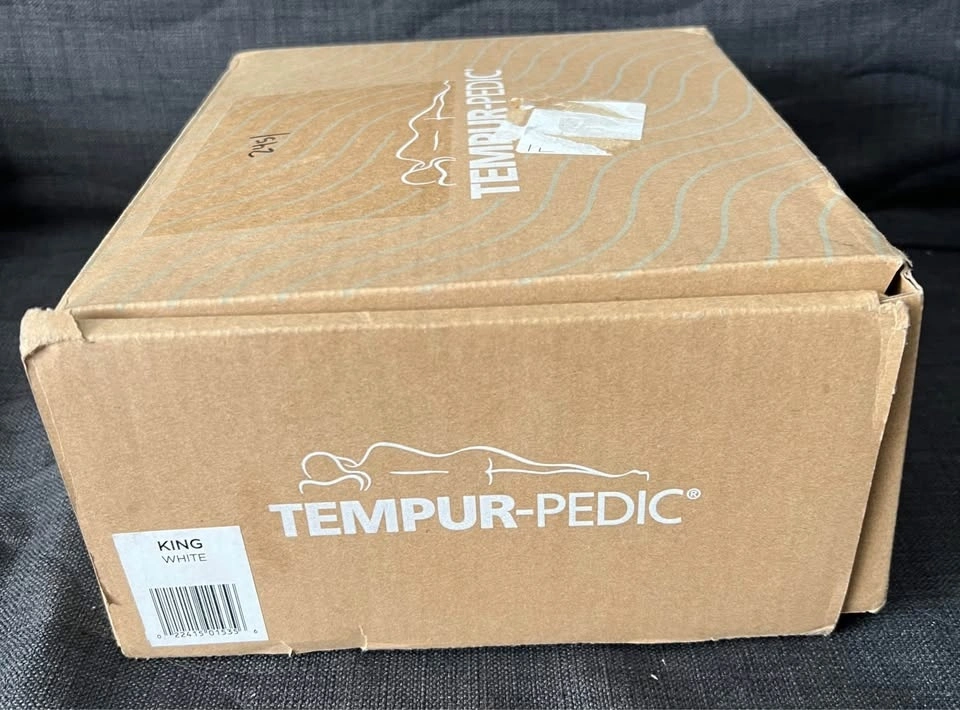 2451
TEMPUR-PEDIC®
TEMPUR-PEDIC®
KING
WHITE
0 22415 01535 6